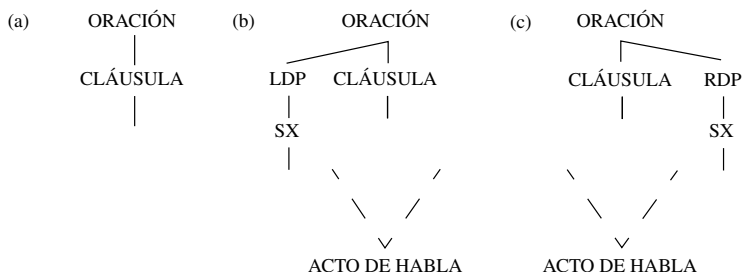 (a) ORACIÓN (b) ORACIÓN (c) ORACIÓN
CLÁUSULA LDP CLÁUSULA CLÁUSULA RDP
SX SX
ACTO DE HABLA ACTO DE HABLA